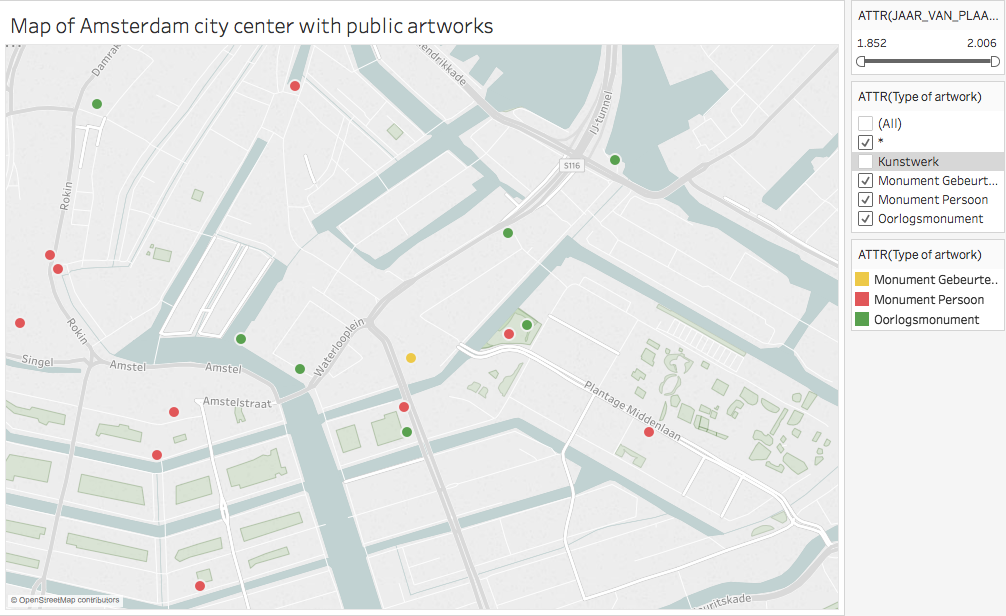 Map of Amsterdam city center with public artworks
Damrak
IJ-tunnel
S116
Rokin
Rokin
Singel
Amstel
Amstel
Amstelstraat
Waterlooplein
Plantage Middenlaan
© OpenStreetMap contributors
ATTR(JAAR_VAN_PLAA...
1.852 2.006
ATTR(Type of artwork)
(All)
*
Kunstwerk
Monument Gebeurt...
Monument Persoon
Oorlogsmonument
ATTR(Type of artwork)
Monument Gebeurte..
Monument Persoon
Oorlogsmonument